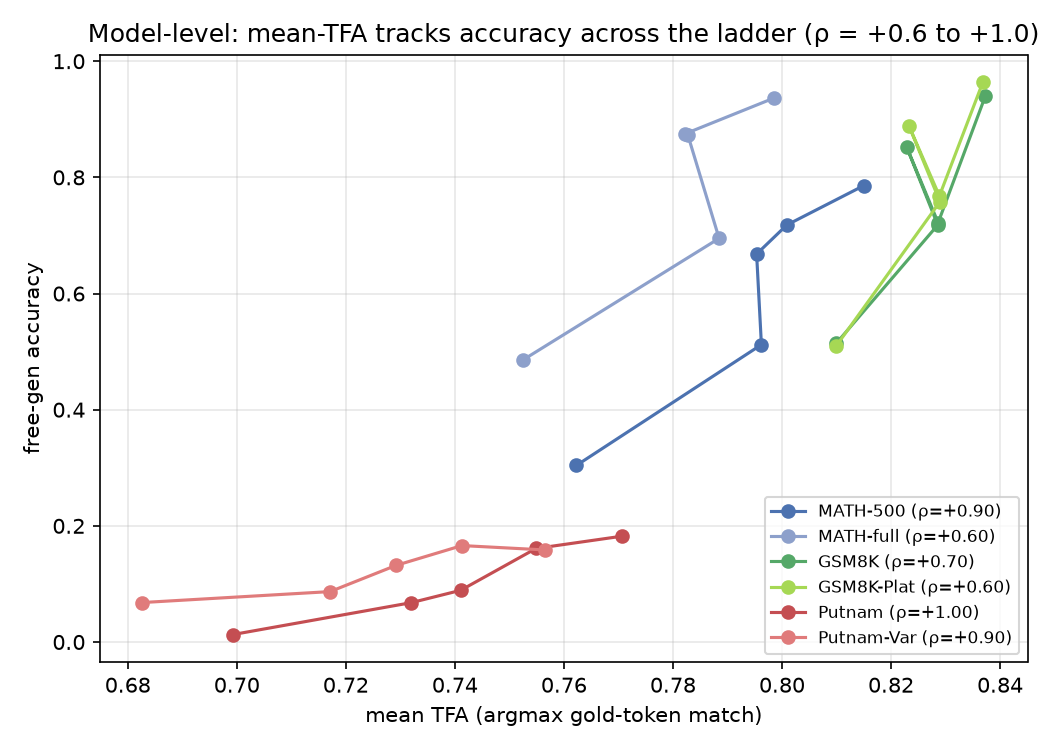 Model-level: mean-TFA tracks accuracy across the ladder (ρ = +0.6 to +1.0)
1.0
0.8
0.6
0.4
0.2
0.0
free-gen accuracy
0.68 0.70 0.72 0.74 0.76 0.78 0.80 0.82 0.84
mean TFA (argmax gold-token match)
MATH-500 (ρ=+0.90)
MATH-full (ρ=+0.60)
GSM8K (ρ=+0.70)
GSM8K-Plat (ρ=+0.60)
Putnam (ρ=+1.00)
Putnam-Var (ρ=+0.90)